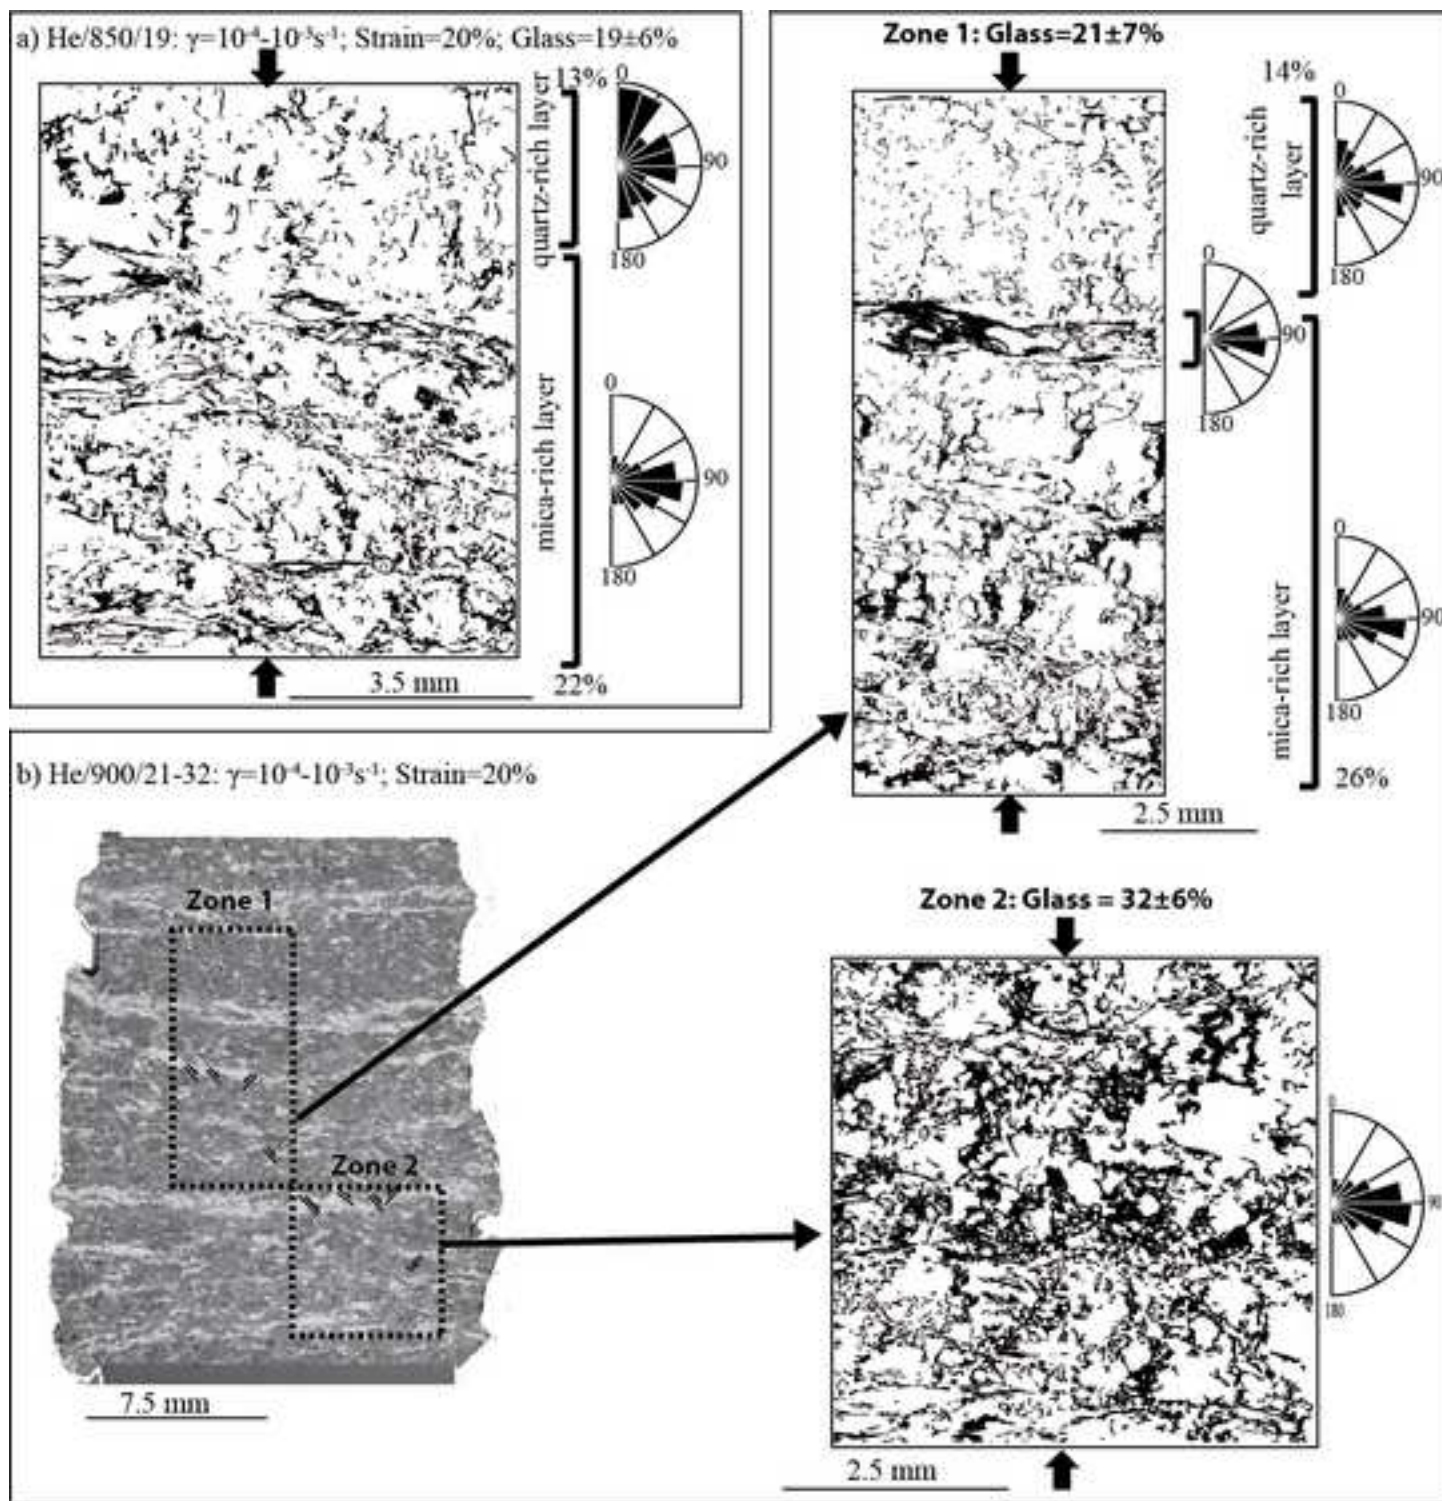 a) He/850/19: γ=10⁻⁴-10⁻³s⁻¹; Strain=20%; Glass=19±6%
13%
quartz-rich layer
0
90
180
mica-rich layer
0
90
180
3.5 mm
22%
Zone 1: Glass=21±7%
14%
quartz-rich
layer
0
90
180
0
90
180
mica-rich layer
0
90
180
26%
2.5 mm
b) He/900/21-32: γ=10⁻⁴-10⁻³s⁻¹; Strain=20%
Zone 1
Zone 2
7.5 mm
Zone 2: Glass = 32±6%
0
90
180
2.5 mm